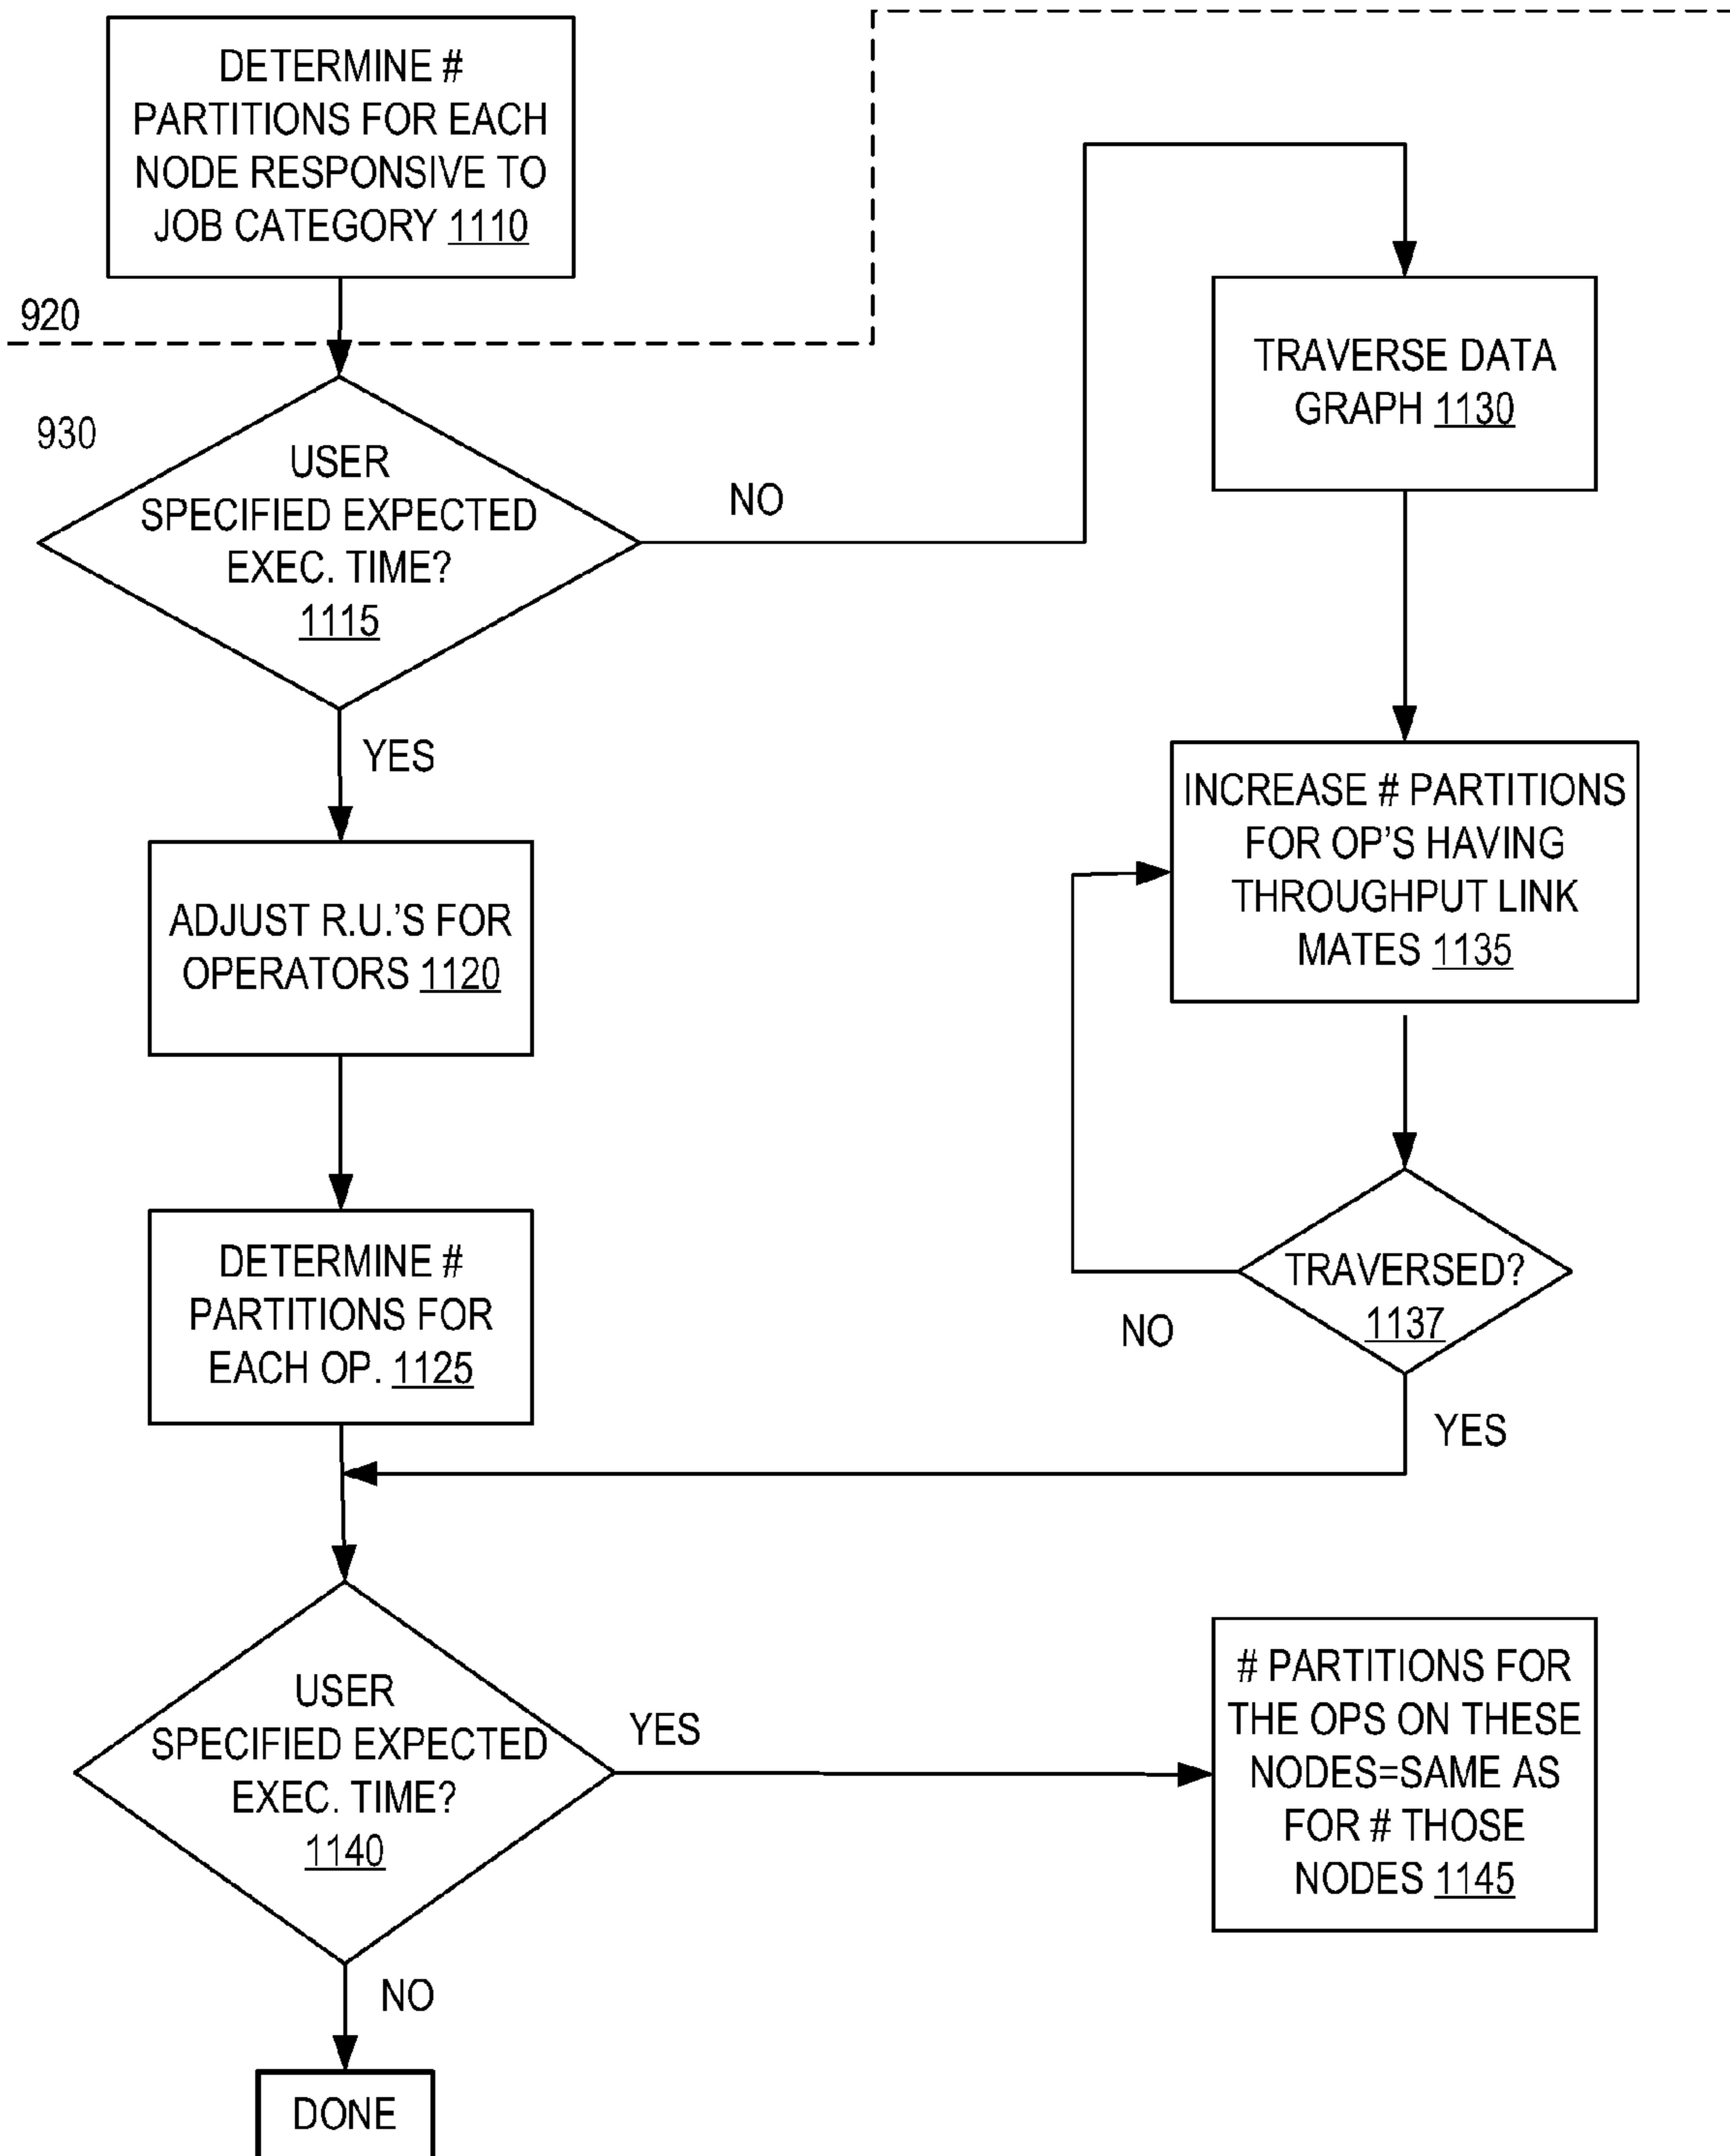 DETERMINE #
PARTITIONS FOR EACH
NODE RESPONSIVE TO
JOB CATEGORY 1110
920
930
USER
SPECIFIED EXPECTED
EXEC. TIME?
1115
NO
YES
TRAVERSE DATA
GRAPH 1130
ADJUST R.U.'S FOR
OPERATORS 1120
INCREASE # PARTITIONS
FOR OP'S HAVING
THROUGHPUT LINK
MATES 1135
DETERMINE #
PARTITIONS FOR
EACH OP. 1125
TRAVERSED?
1137
NO
YES
USER
SPECIFIED EXPECTED
EXEC. TIME?
1140
YES
NO
# PARTITIONS FOR
THE OPS ON THESE
NODES=SAME AS
FOR # THOSE
NODES 1145
DONE